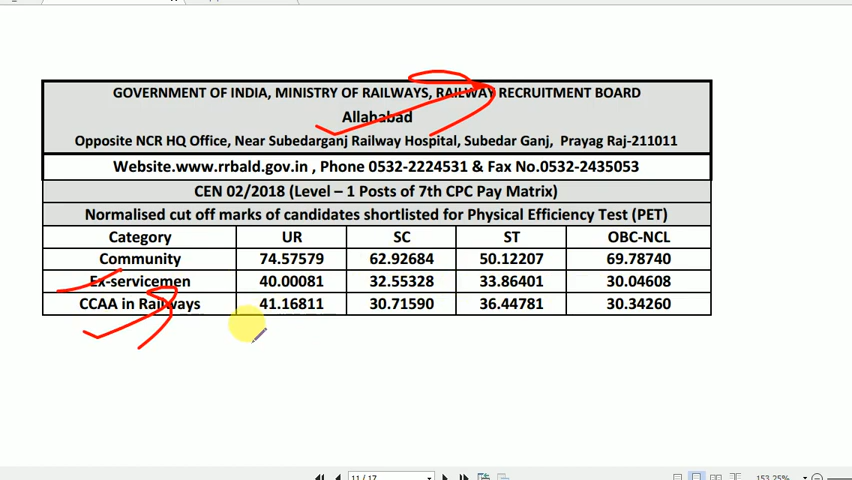 GOVERNMENT OF INDIA, MINISTRY OF RAILWAYS, RAILWAY RECRUITMENT BOARD
Allahabad
Opposite NCR HQ Office, Near Subedarganj Railway Hospital, Subedar Ganj, Prayag Raj-211011
Website.www.rrbald.gov.in , Phone 0532-2224531 & Fax No.0532-2435053
CEN 02/2018 (Level – 1 Posts of 7th CPC Pay Matrix)
Normalised cut off marks of candidates shortlisted for Physical Efficiency Test (PET)
Category UR SC ST OBC-NCL
Community 74.57579 62.92684 50.12207 69.78740
Ex-servicemen 40.00081 32.55328 33.86401 30.04608
CCAA in Railways 41.16811 30.71590 36.44781 30.34260
11 / 17 153.25%